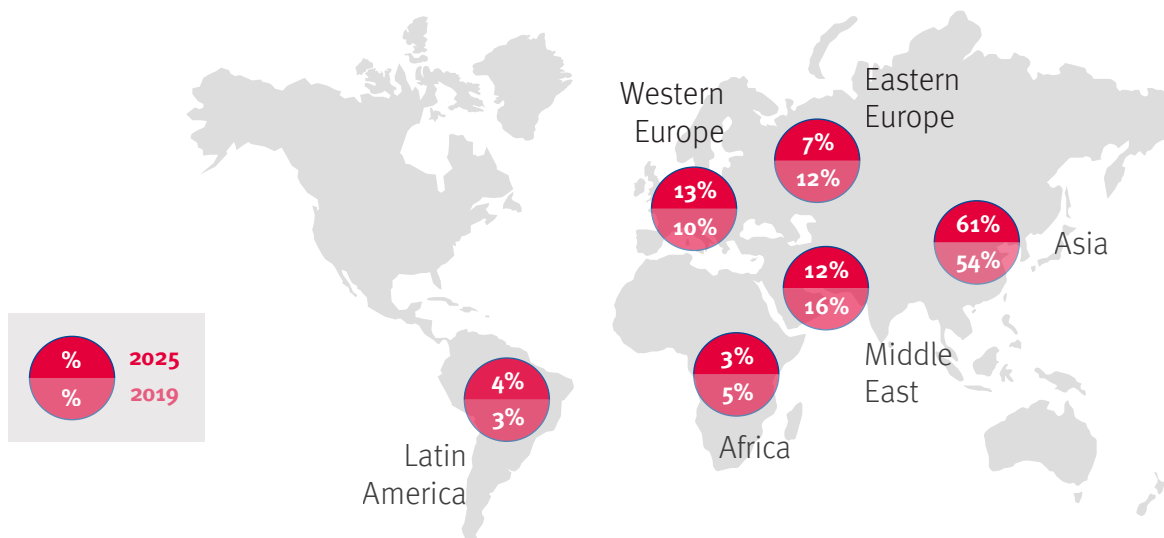 Western
Europe
13%
10%
Eastern
Europe
7%
12%
61%
54%
Asia
12%
16%
Middle
East
% 2025
% 2019
4%
3%
Latin
America
3%
5%
Africa